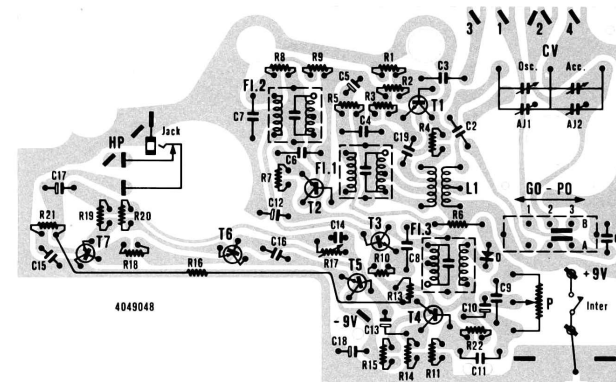 3 1 2 4
CV
Osc. Acc.
AJ1 AJ2
R8 R9 R1 C3
C5 R2
FI.2 R5 R3 T1
C7 C4 C19 R4 C2
HP Jack
C6 FI.1
C17 R7 L1 GO - PO
T2
R21 R19 R20 C12 1 2 3 B
C14 T3 R6 A
T7 T6 FI.3
C15 R18 C16 R17 R10 C8 D
R16 T5 C9 +9V
R13 C10 P Inter
4049048 -9V T4
C13 R22
C18 R15 R14 R11 C11